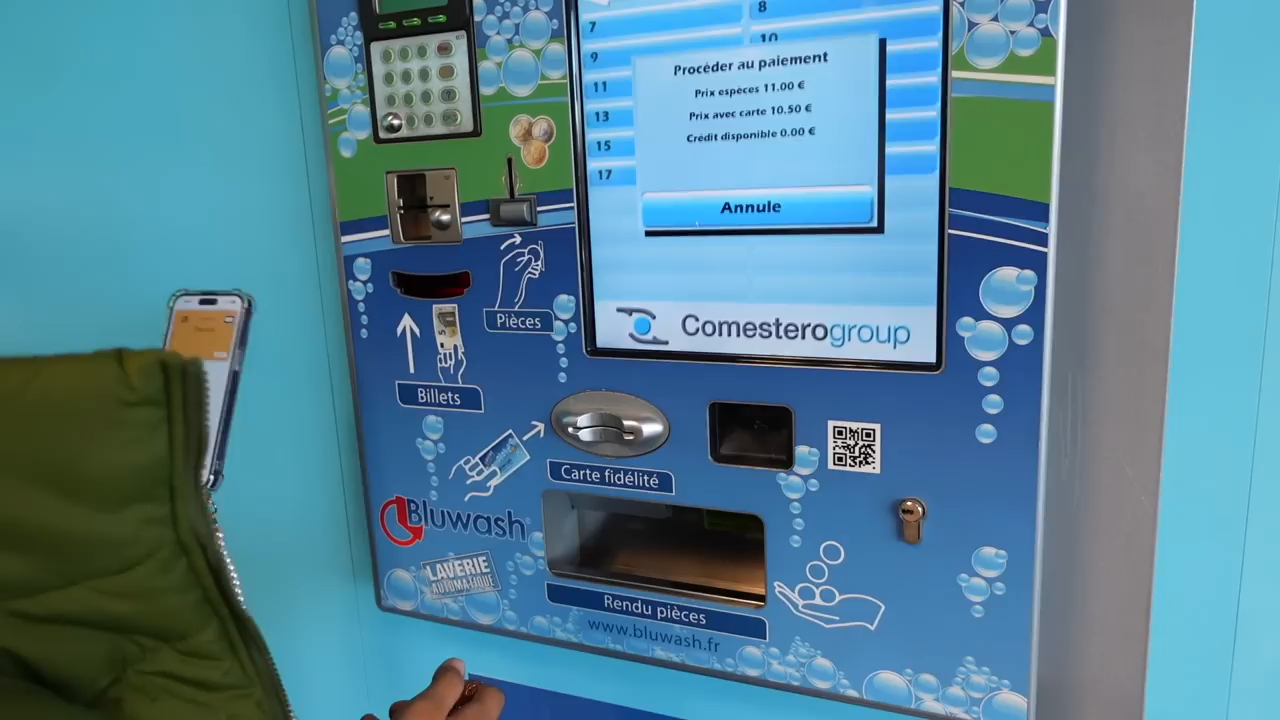 7
8
9
10
11
13
15
17
Procéder au paiement
Prix espèces 11.00 €
Prix avec carte 10.50 €
Crédit disponible 0.00 €
Annule
Comesterogroup
Pièces
Billets
Carte fidélité
Bluwash
LAVERIE
AUTOMATIQUE
Rendu pièces
www.bluwash.fr